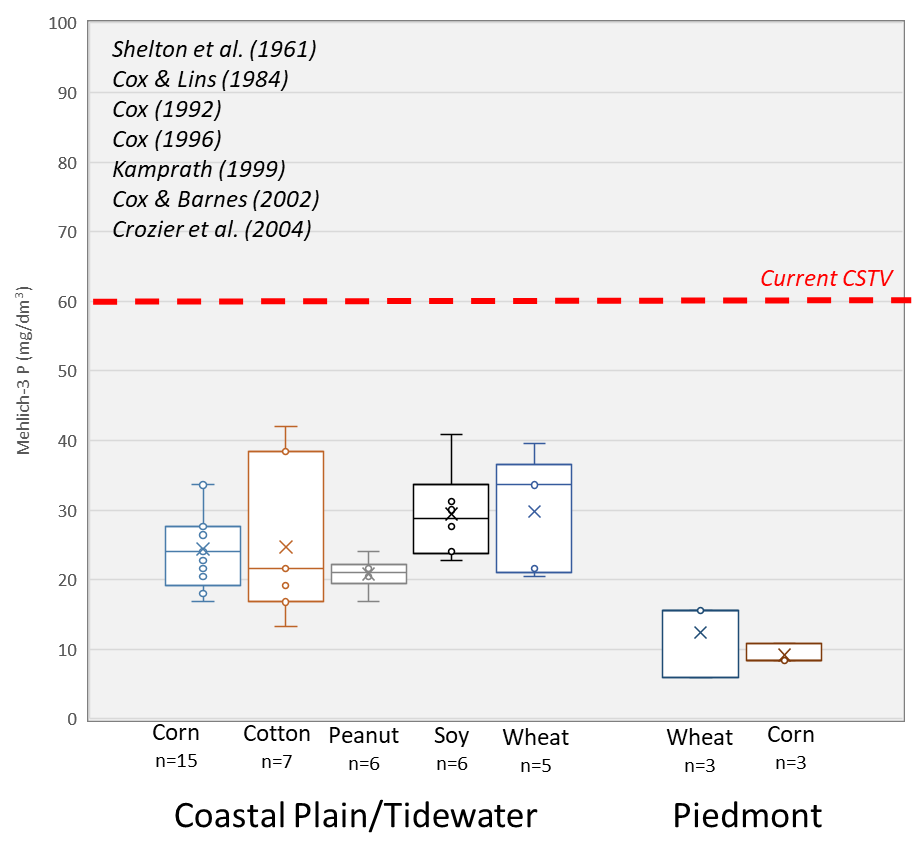 100
Shelton et al. (1961)
Cox & Lins (1984)
90
Cox (1992)
Cox (1996)
80
Kamprath (1999)
Cox & Barnes (2002)
70
Crozier et al. (2004)
Current CSTV
60
50
40
30
20
10
0
Mehlich-3 P (mg/dm³)
Corn Cotton Peanut Soy Wheat Wheat Corn
n=15 n=7 n=6 n=6 n=5 n=3 n=3
Coastal Plain/Tidewater Piedmont